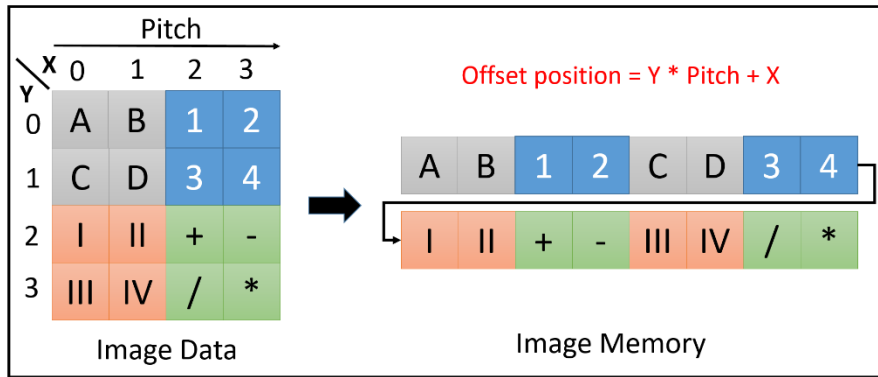 Pitch
X 0 1 2 3
Y
Offset position = Y * Pitch + X
0 A B 1 2
1 C D 3 4
2 I II + -
3 III IV / *
A B 1 2 C D 3 4
I II + - III IV / *
Image Data
Image Memory